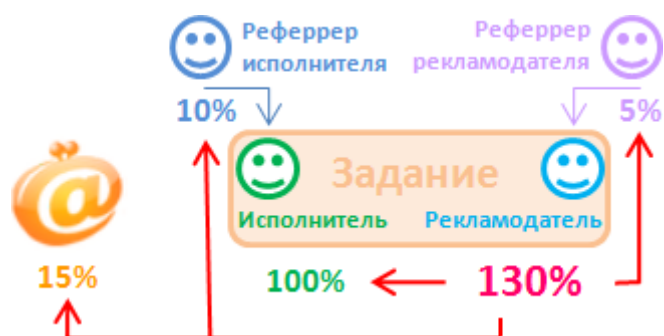 Реферрер
исполнителя
Реферрер
рекламодателя
10%
5%
Задание
Исполнитель
Рекламодатель
@
15%
100%
130%